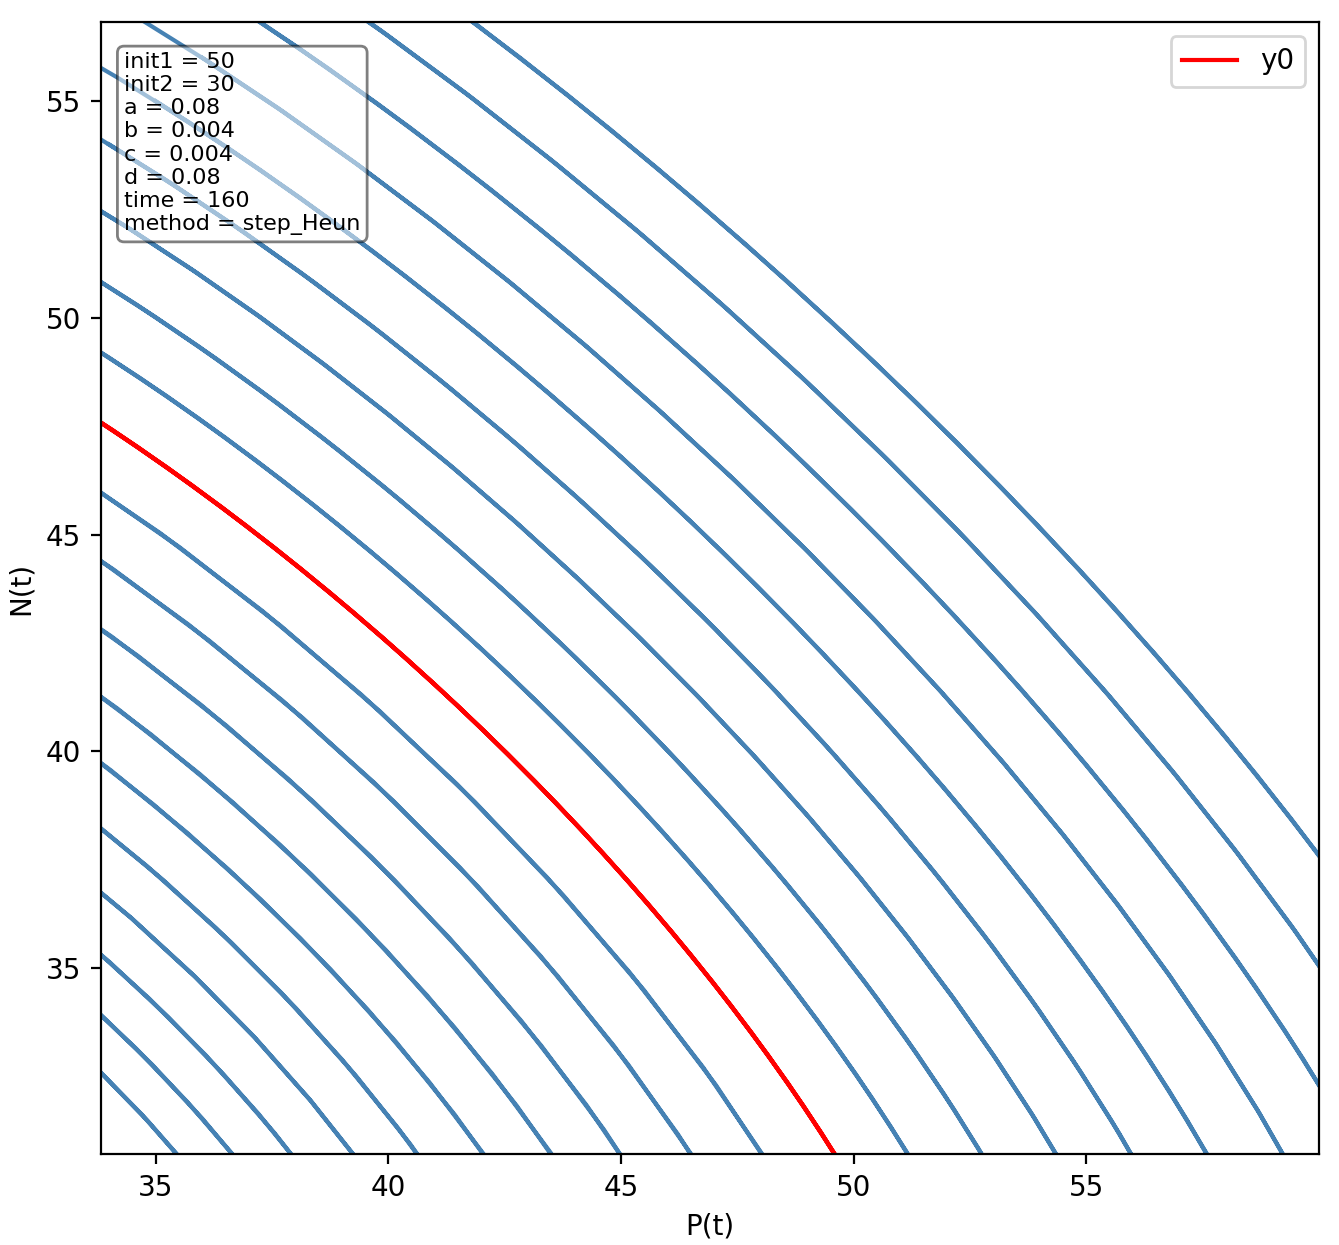 init1 = 50
init2 = 30
a = 0.08
b = 0.004
c = 0.004
d = 0.08
time = 160
method = step_Heun
y0
55
50
45
40
35
N(t)
35
40
45
50
55
P(t)